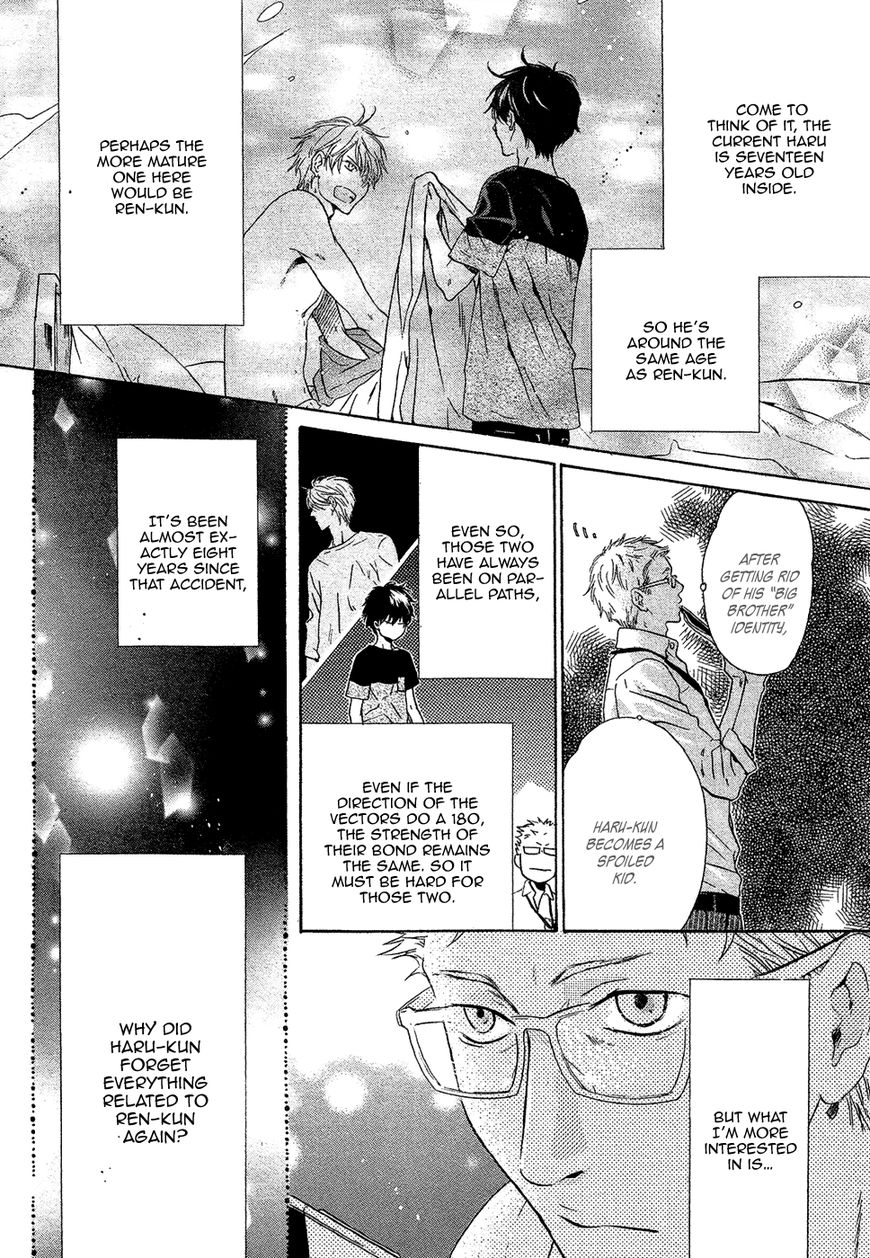 COME TO
THINK OF IT, THE
CURRENT HARU
IS SEVENTEEN
YEARS OLD
INSIDE.
SO HE'S
AROUND THE
SAME AGE
AS REN-KUN.
PERHAPS THE
MORE MATURE
ONE HERE
WOULD BE
REN-KUN.
AFTER
GETTING RID
OF HIS "BIG
BROTHER"
IDENTITY,
HARU-KUN
BECOMES A
SPOILED
KID.
EVEN SO,
THOSE TWO
HAVE ALWAYS
BEEN ON PAR-
ALLEL PATHS,
EVEN IF THE
DIRECTION OF THE
VECTORS DO A 180,
THE STRENGTH OF
THEIR BOND REMAINS
THE SAME. SO IT
MUST BE HARD FOR
THOSE TWO.
BUT WHAT
I'M MORE
INTERESTED
IN IS...
IT'S BEEN
ALMOST EX-
ACTLY EIGHT
YEARS SINCE
THAT ACCIDENT,
WHY DID
HARU-KUN
FORGET
EVERYTHING
RELATED TO
REN-KUN
AGAIN?